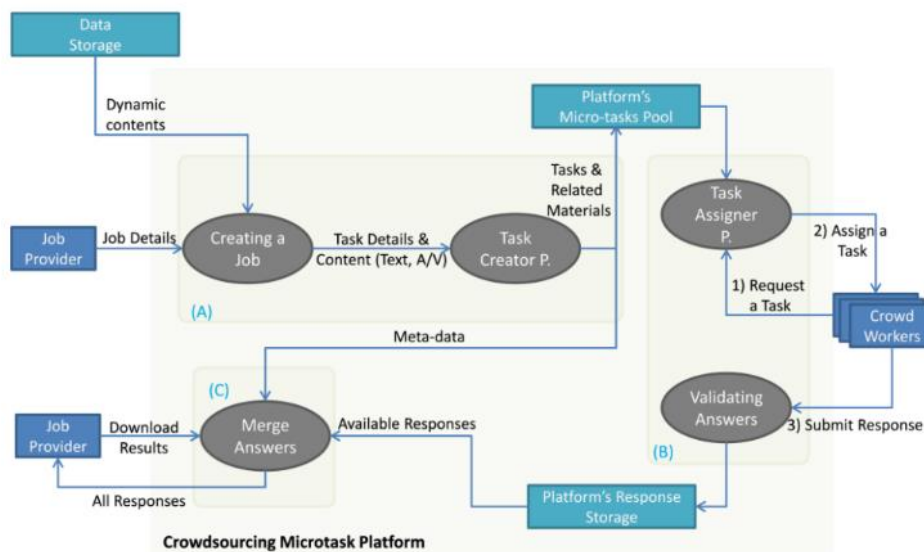 Data
Storage
Dynamic
contents
Platform's
Micro-tasks Pool
Tasks &
Related
Materials
Task
Assigner
P.
Job
Provider
Job Details
Creating a
Job
Task Details &
Content (Text, A/V)
Task
Creator P.
2) Assign a
Task
1) Request
a Task
Crowd
Workers
(A)
Meta-data
(C)
Job
Provider
Download
Results
Merge
Answers
Available Responses
Validating
Answers
3) Submit Response
(B)
All Responses
Platform's Response
Storage
Crowdsourcing Microtask Platform